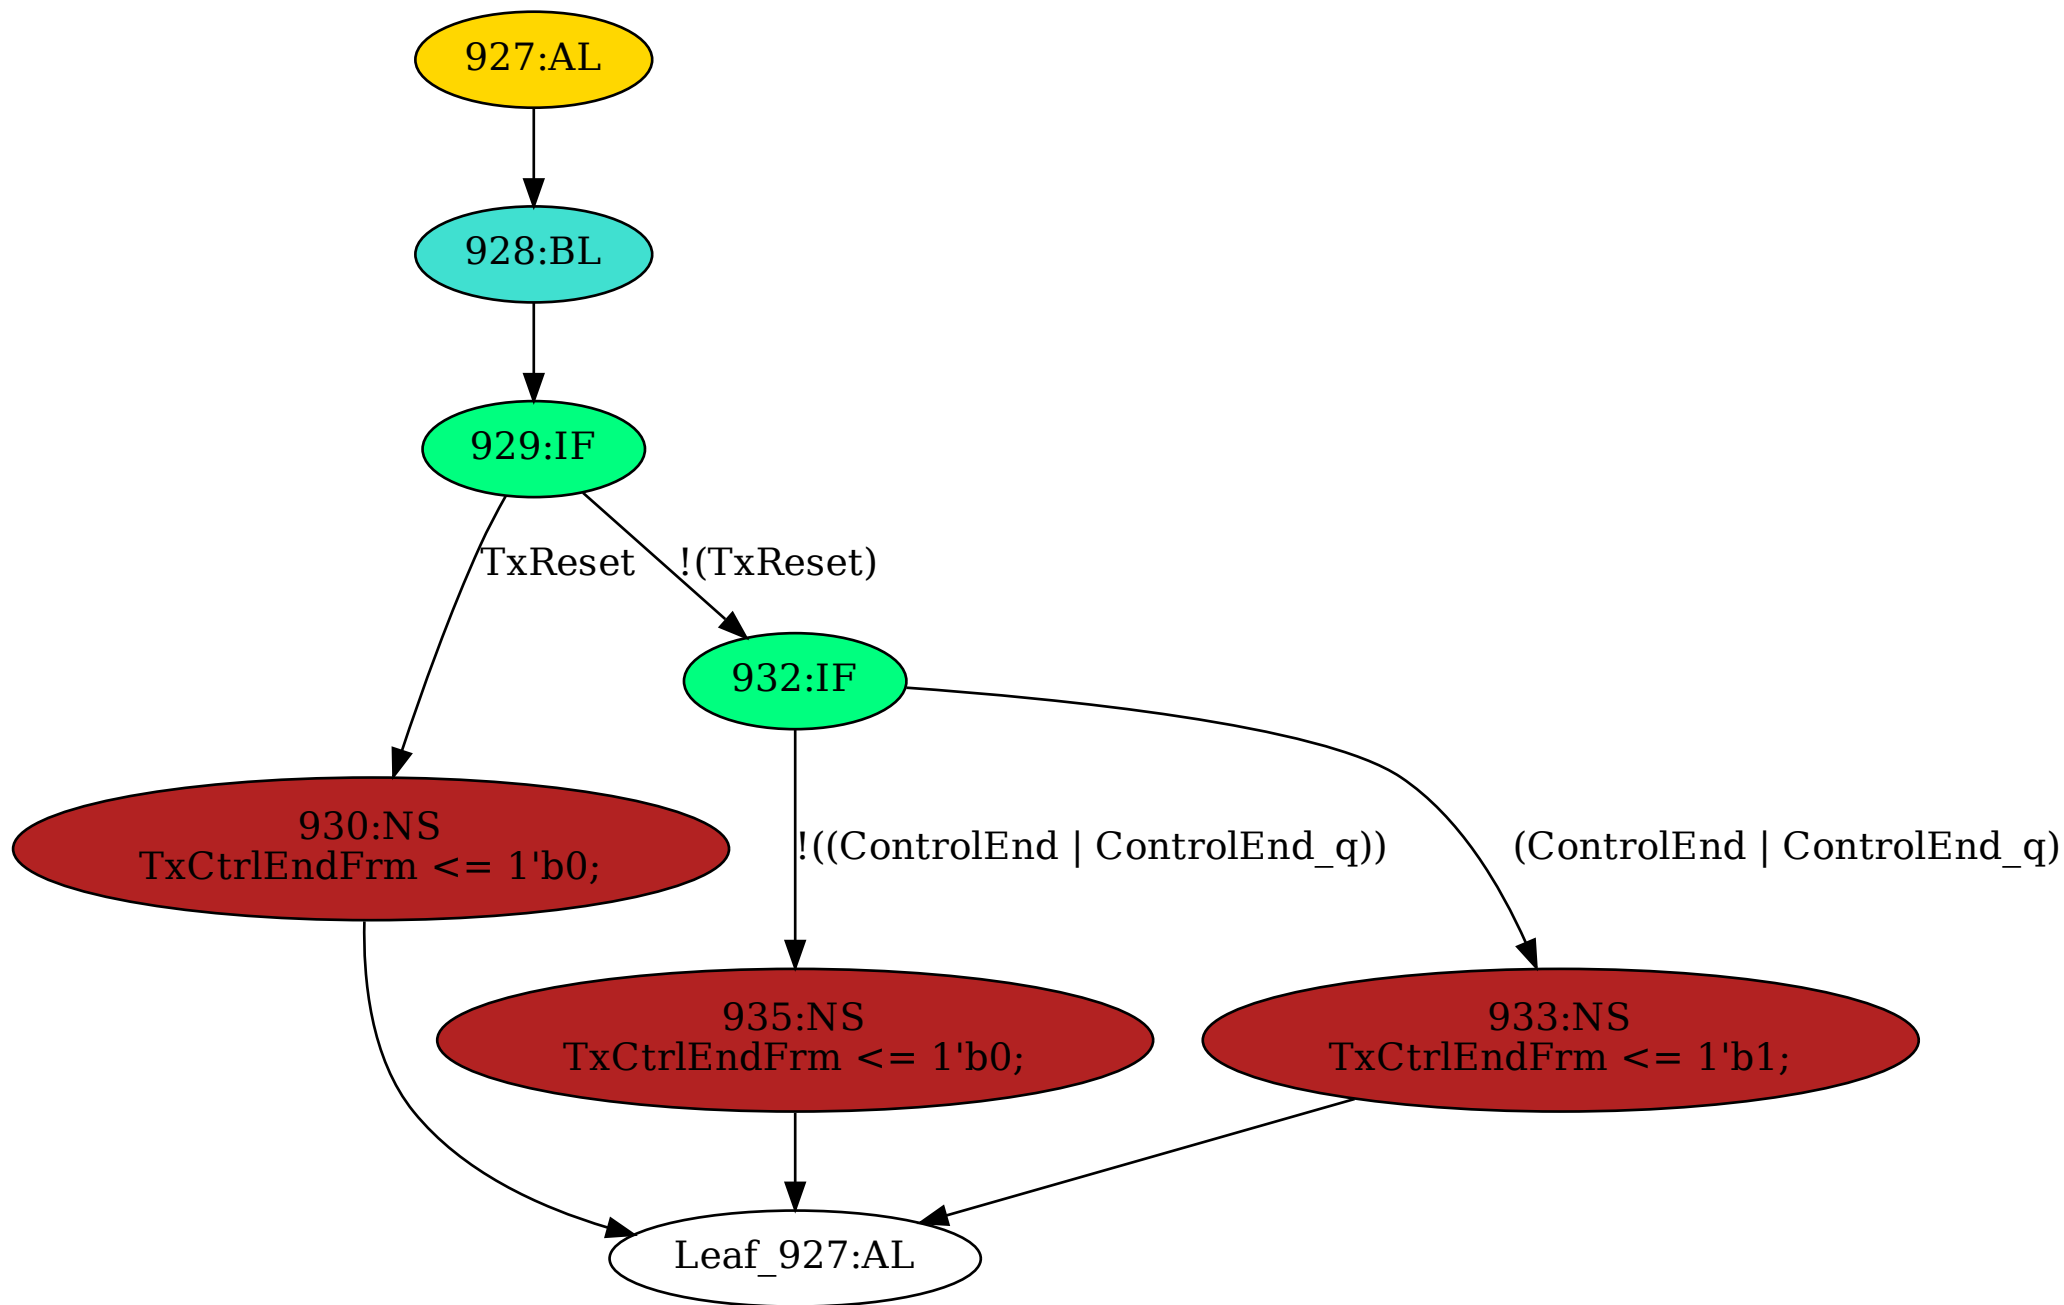 927:AL
928:BL
929:IF
TxReset
!(TxReset)
932:IF
930:NS
TxCtrlEndFrm <= 1'b0;
!((ControlEnd | ControlEnd_q))
(ControlEnd | ControlEnd_q)
935:NS
TxCtrlEndFrm <= 1'b0;
933:NS
TxCtrlEndFrm <= 1'b1;
Leaf_927:AL